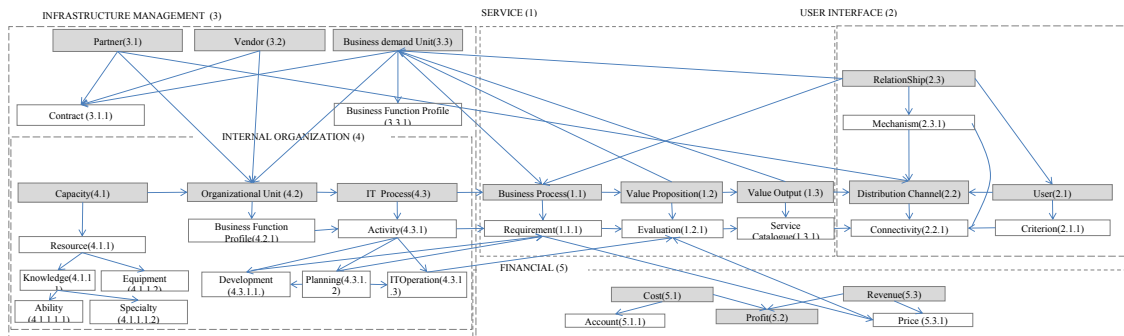 INFRASTRUCTURE MANAGEMENT (3)
SERVICE (1)
USER INTERFACE (2)
Partner(3.1)
Vendor (3.2)
Business demand Unit(3.3)
RelationShip(2.3)
Contract (3.1.1)
Business Function Profile
(3.3.1)
Mechanism(2.3.1)
INTERNAL ORGANIZATION (4)
Capacity(4.1)
Organizational Unit (4.2)
IT Process(4.3)
Business Process(1.1)
Value Proposition(1.2)
Value Output (1.3)
Distribution Channel(2.2)
User(2.1)
Business Function
Profile(4.2.1)
Activity(4.3.1)
Requirement(1.1.1)
Evaluation(1.2.1)
Service
Catalogue(1.3.1)
Connectivity(2.2.1)
Criterion(2.1.1)
Resource(4.1.1)
Knowledge(4.1.1
.1)
Equipment
(4.1.1.2)
Development
(4.3.1.1.)
Planning(4.3.1.
2)
ITOperation(4.3.1
.3)
FINANCIAL (5)
Ability
(4.1.1.1.1)
Specialty
(4.1.1.1.2)
Cost(5.1)
Revenue(5.3)
Account(5.1.1)
Profit(5.2)
Price (5.3.1)